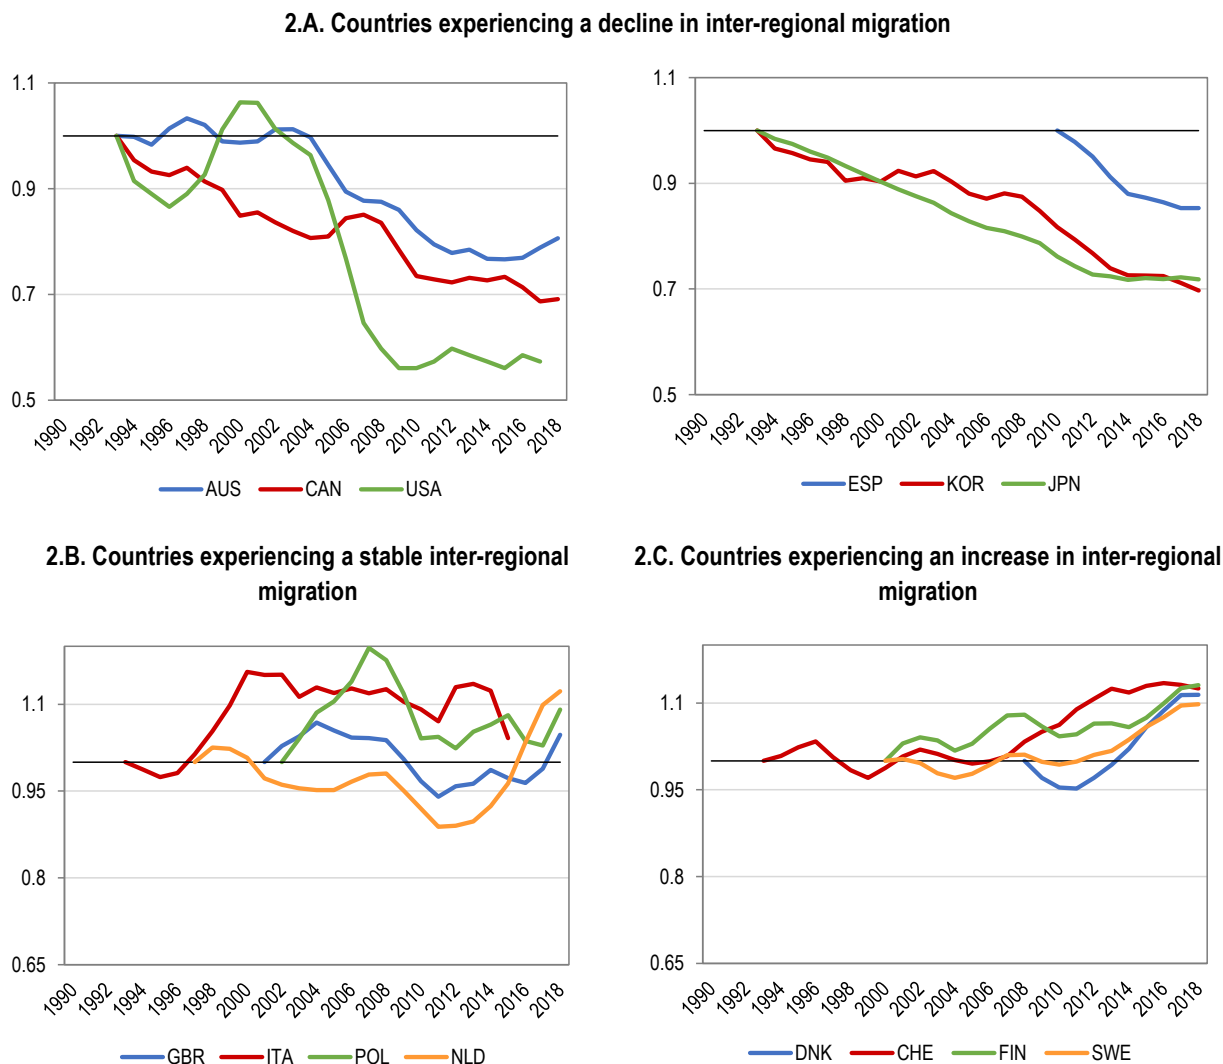 2.A. Countries experiencing a decline in inter-regional migration
1.1
0.9
0.7
0.5
1990 1992 1994 1996 1998 2000 2002 2004 2006 2008 2010 2012 2014 2016 2018
AUS CAN USA
1.1
0.9
0.7
0.5
1990 1992 1994 1996 1998 2000 2002 2004 2006 2008 2010 2012 2014 2016 2018
ESP KOR JPN
2.B. Countries experiencing a stable inter-regional
migration
1.1
0.95
0.8
0.65
1990 1992 1994 1996 1998 2000 2002 2004 2006 2008 2010 2012 2014 2016 2018
GBR ITA POL NLD
2.C. Countries experiencing an increase in inter-regional
migration
1.1
0.95
0.8
0.65
1990 1992 1994 1996 1998 2000 2002 2004 2006 2008 2010 2012 2014 2016 2018
DNK CHE FIN SWE